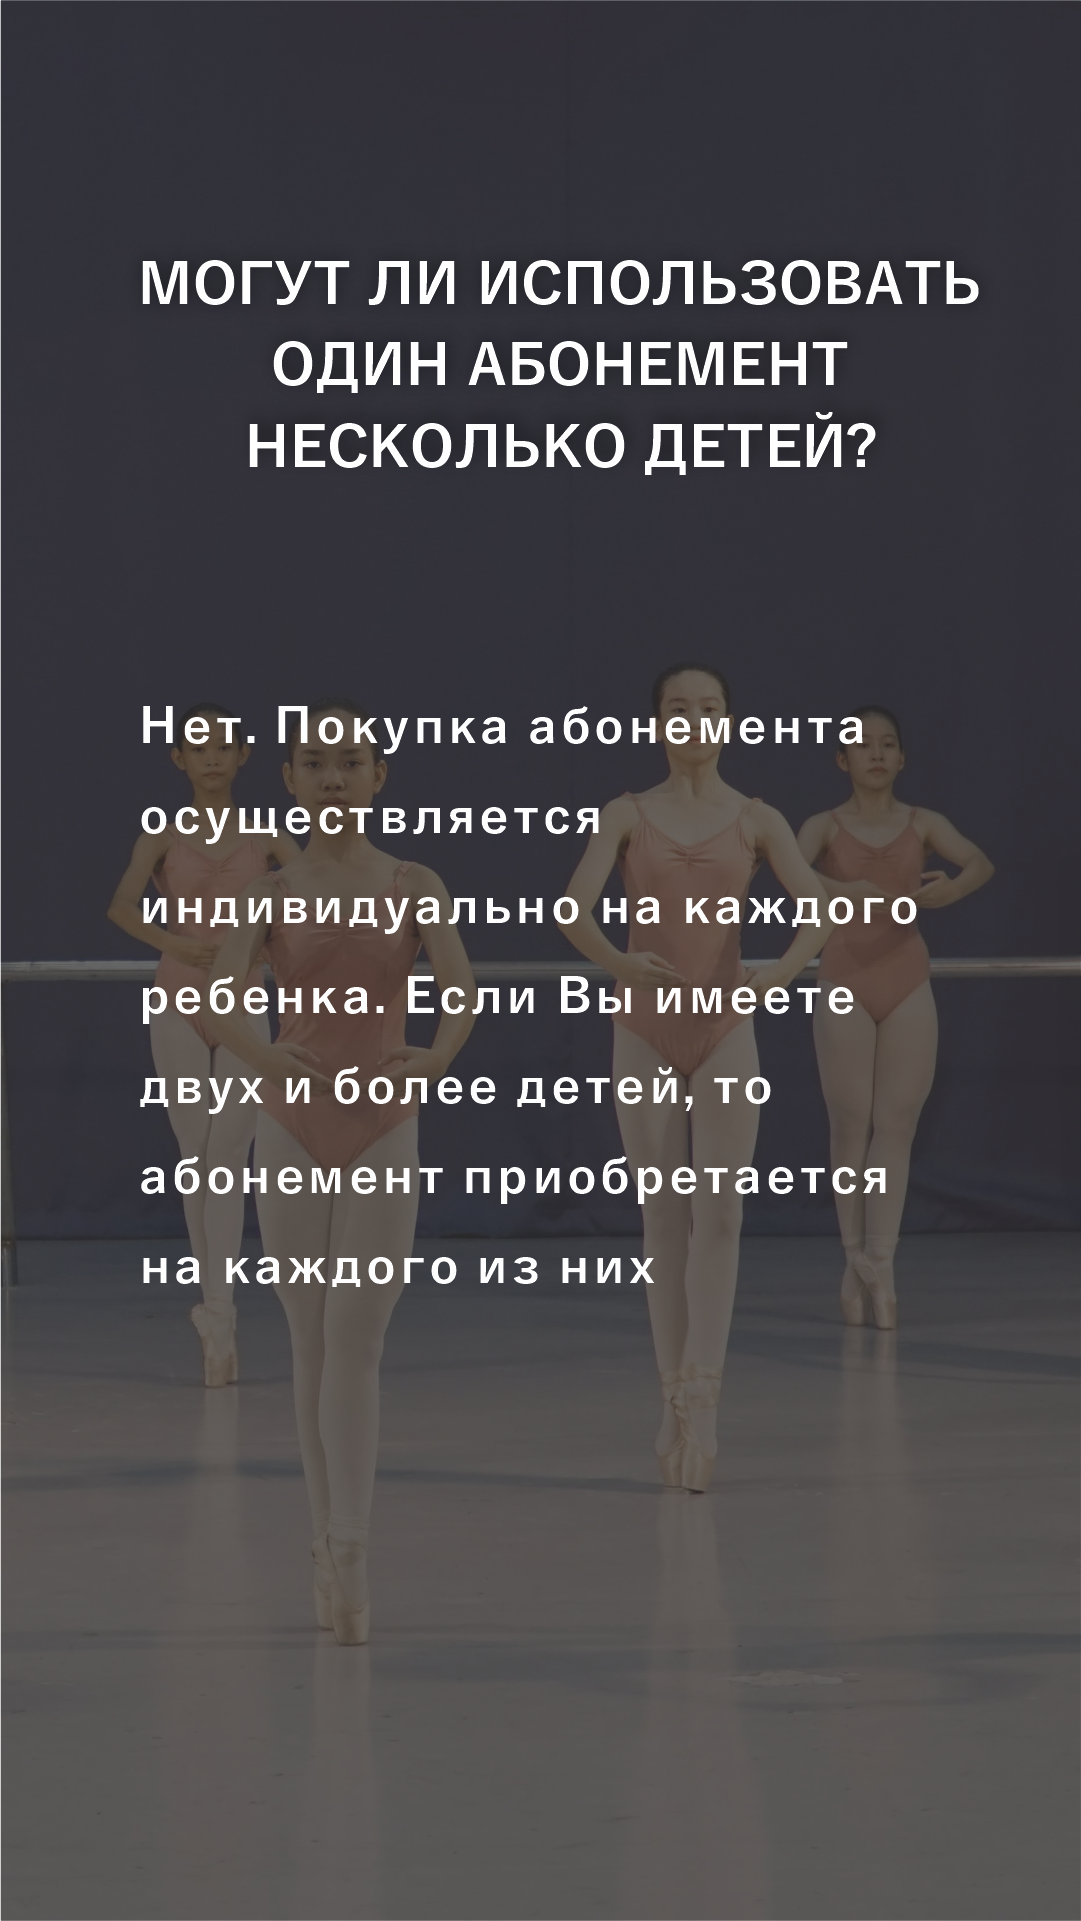 МОГУТ ЛИ ИСПОЛЬЗОВАТЬ
ОДИН АБОНЕМЕНТ
НЕСКОЛЬКО ДЕТЕЙ?
Нет. Покупка абонемента
осуществляется
индивидуально на каждого
ребенка. Если Вы имеете
двух и более детей, то
абонемент приобретается
на каждого из них